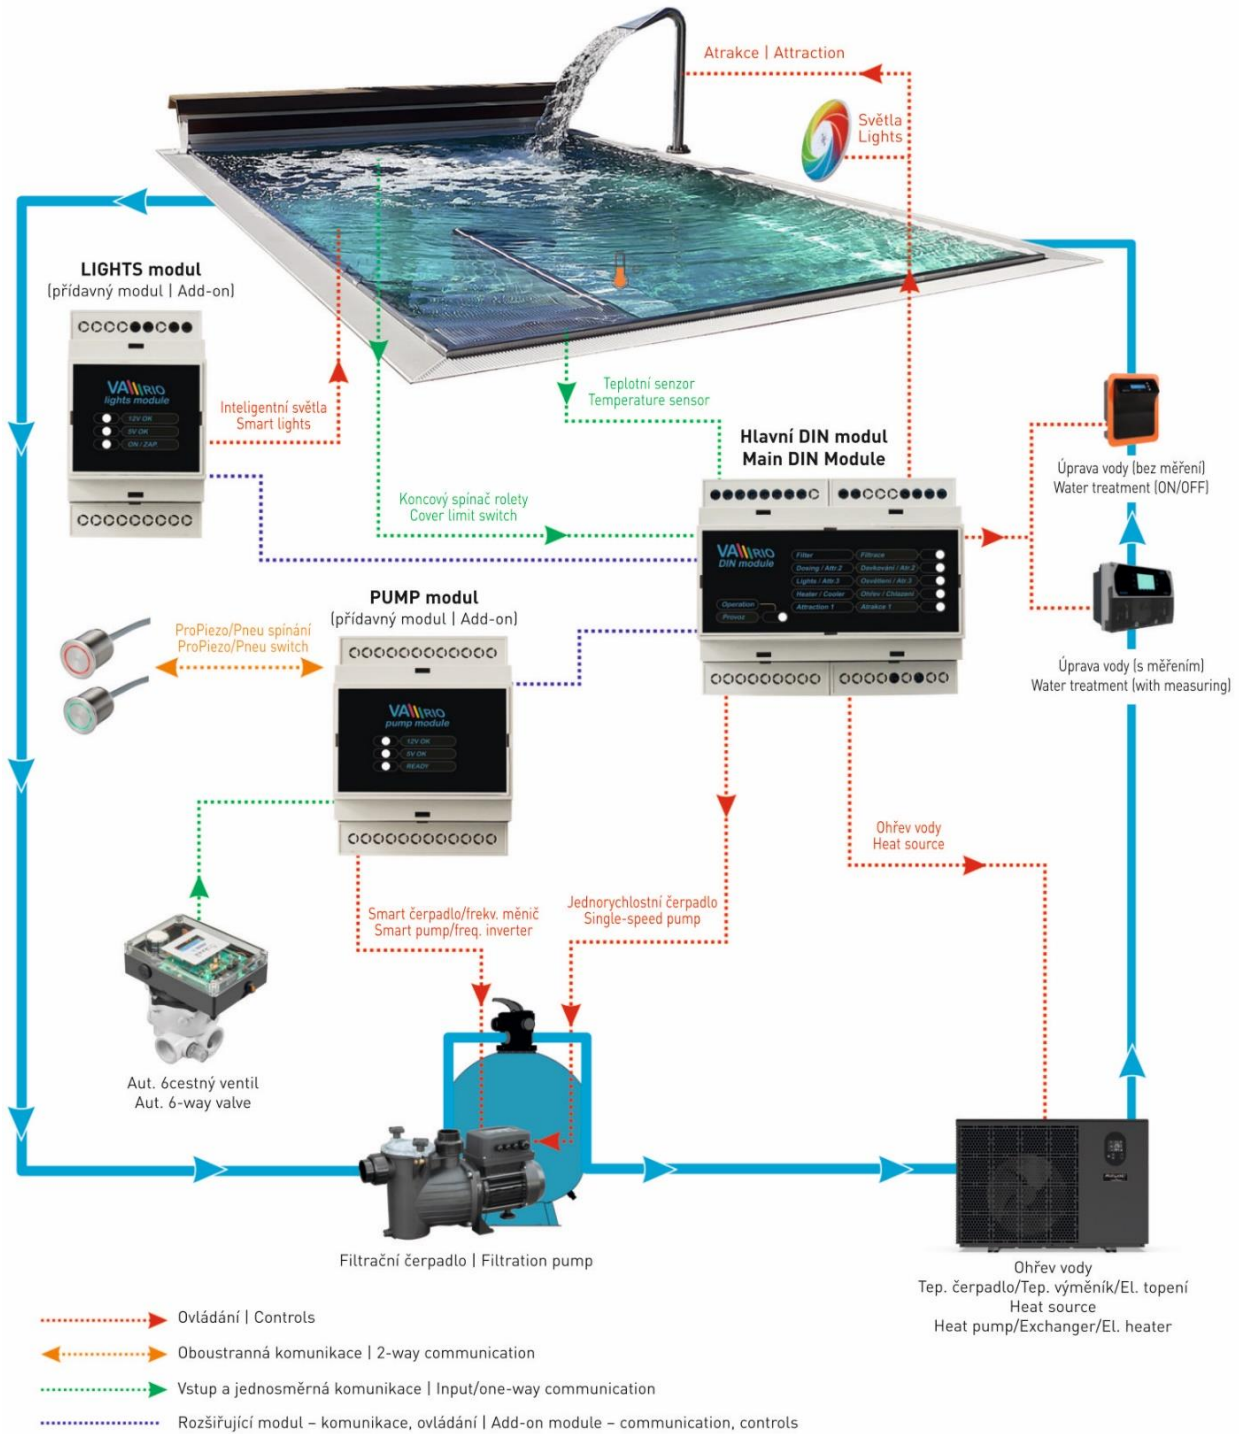 Atrakce | Attraction
Světla
Lights
LIGHTS modul
(přídavný modul | Add-on)
VARIO
lights module
12V OK
5V OK
ON / ZAP.
Inteligentní světla
Smart lights
Teplotní senzor
Temperature sensor
Koncový spínač rolety
Cover limit switch
Hlavní DIN modul
Main DIN Module
VARIO
DIN module
Filter
Filtrace
Dosing / Attr.2
Dávkování / Atr.2
Lights / Attr.3
Osvětlení / Atr.3
Heater / Cooler
Ohřev / Chlazení
Attraction 1
Atrakce 1
Operation
Provoz
Úprava vody (bez měření)
Water treatment (ON/OFF)
Úprava vody (s měřením)
Water treatment (with measuring)
PUMP modul
(přídavný modul | Add-on)
ProPiezo/Pneu spínání
ProPiezo/Pneu switch
VARIO
pump module
12V OK
5V OK
READY
Ohřev vody
Heat source
Smart čerpadlo/frekv. měnič
Smart pump/freq. inverter
Jednorychlostní čerpadlo
Single-speed pump
Aut. 6cestný ventil
Aut. 6-way valve
Filtrační čerpadlo | Filtration pump
Ohřev vody
Tep. čerpadlo/Tep. výměník/El. topení
Heat source
Heat pump/Exchanger/El. heater
Ovládání | Controls
Oboustranná komunikace | 2-way communication
Vstup a jednosměrná komunikace | Input/one-way communication
Rozšiřující modul – komunikace, ovládání | Add-on module – communication, controls